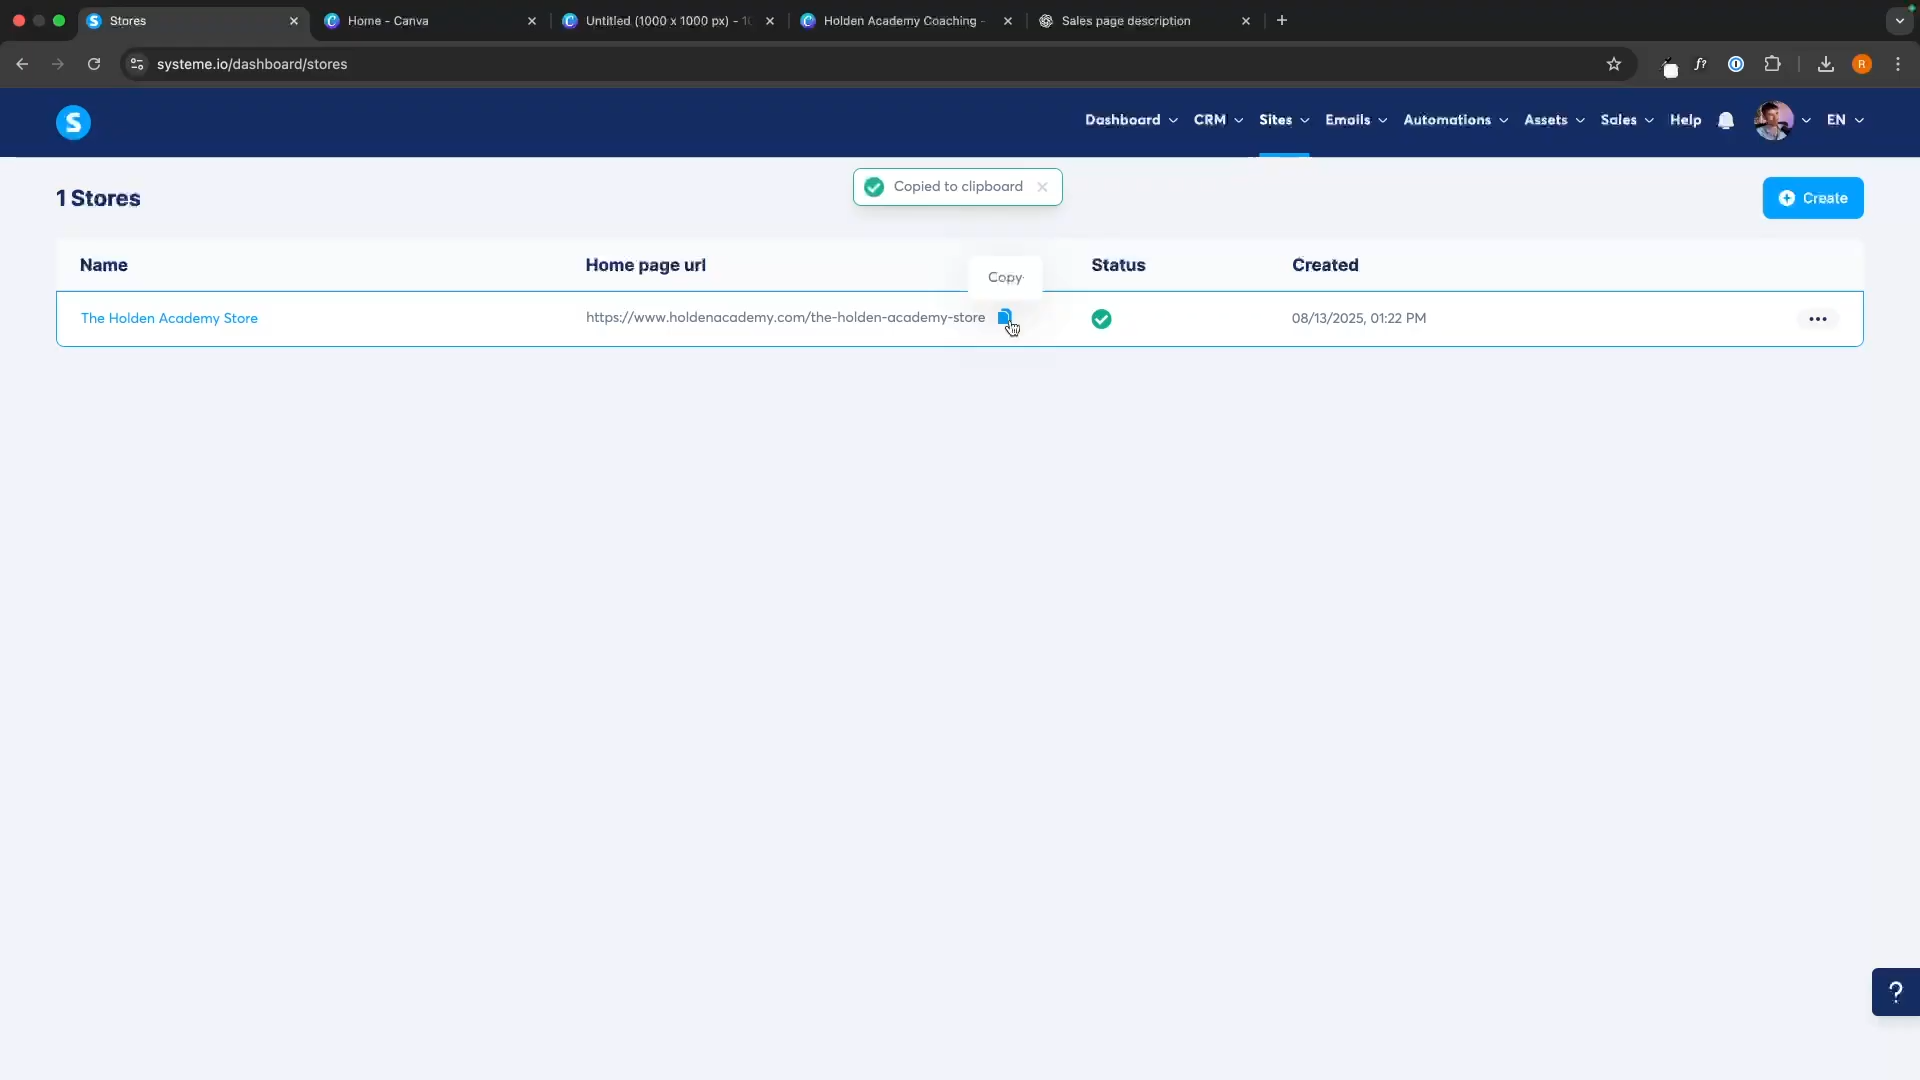 Stores
Home - Canva
Untitled (1000 x 1000 px) - 10
Holden Academy Coaching -
Sales page description
systeme.io/dashboard/stores
f?
R
S
Dashboard
CRM
Sites
Emails
Automations
Assets
Sales
Help
EN
1 Stores
Copied to clipboard
Create
Name
Home page url
Copy
Status
Created
The Holden Academy Store
https://www.holdenacademy.com/the-holden-academy-store
08/13/2025, 01:22 PM
?